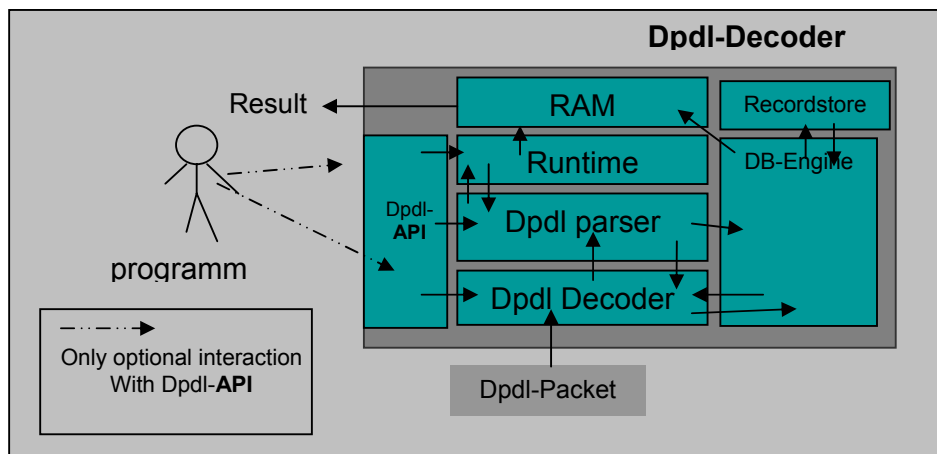 Dpdl-Decoder
Result
RAM
Recordstore
Runtime
DB-Engine
Dpdl-
API
Dpdl parser
programm
Dpdl Decoder
Only optional interaction
With Dpdl-API
Dpdl-Packet